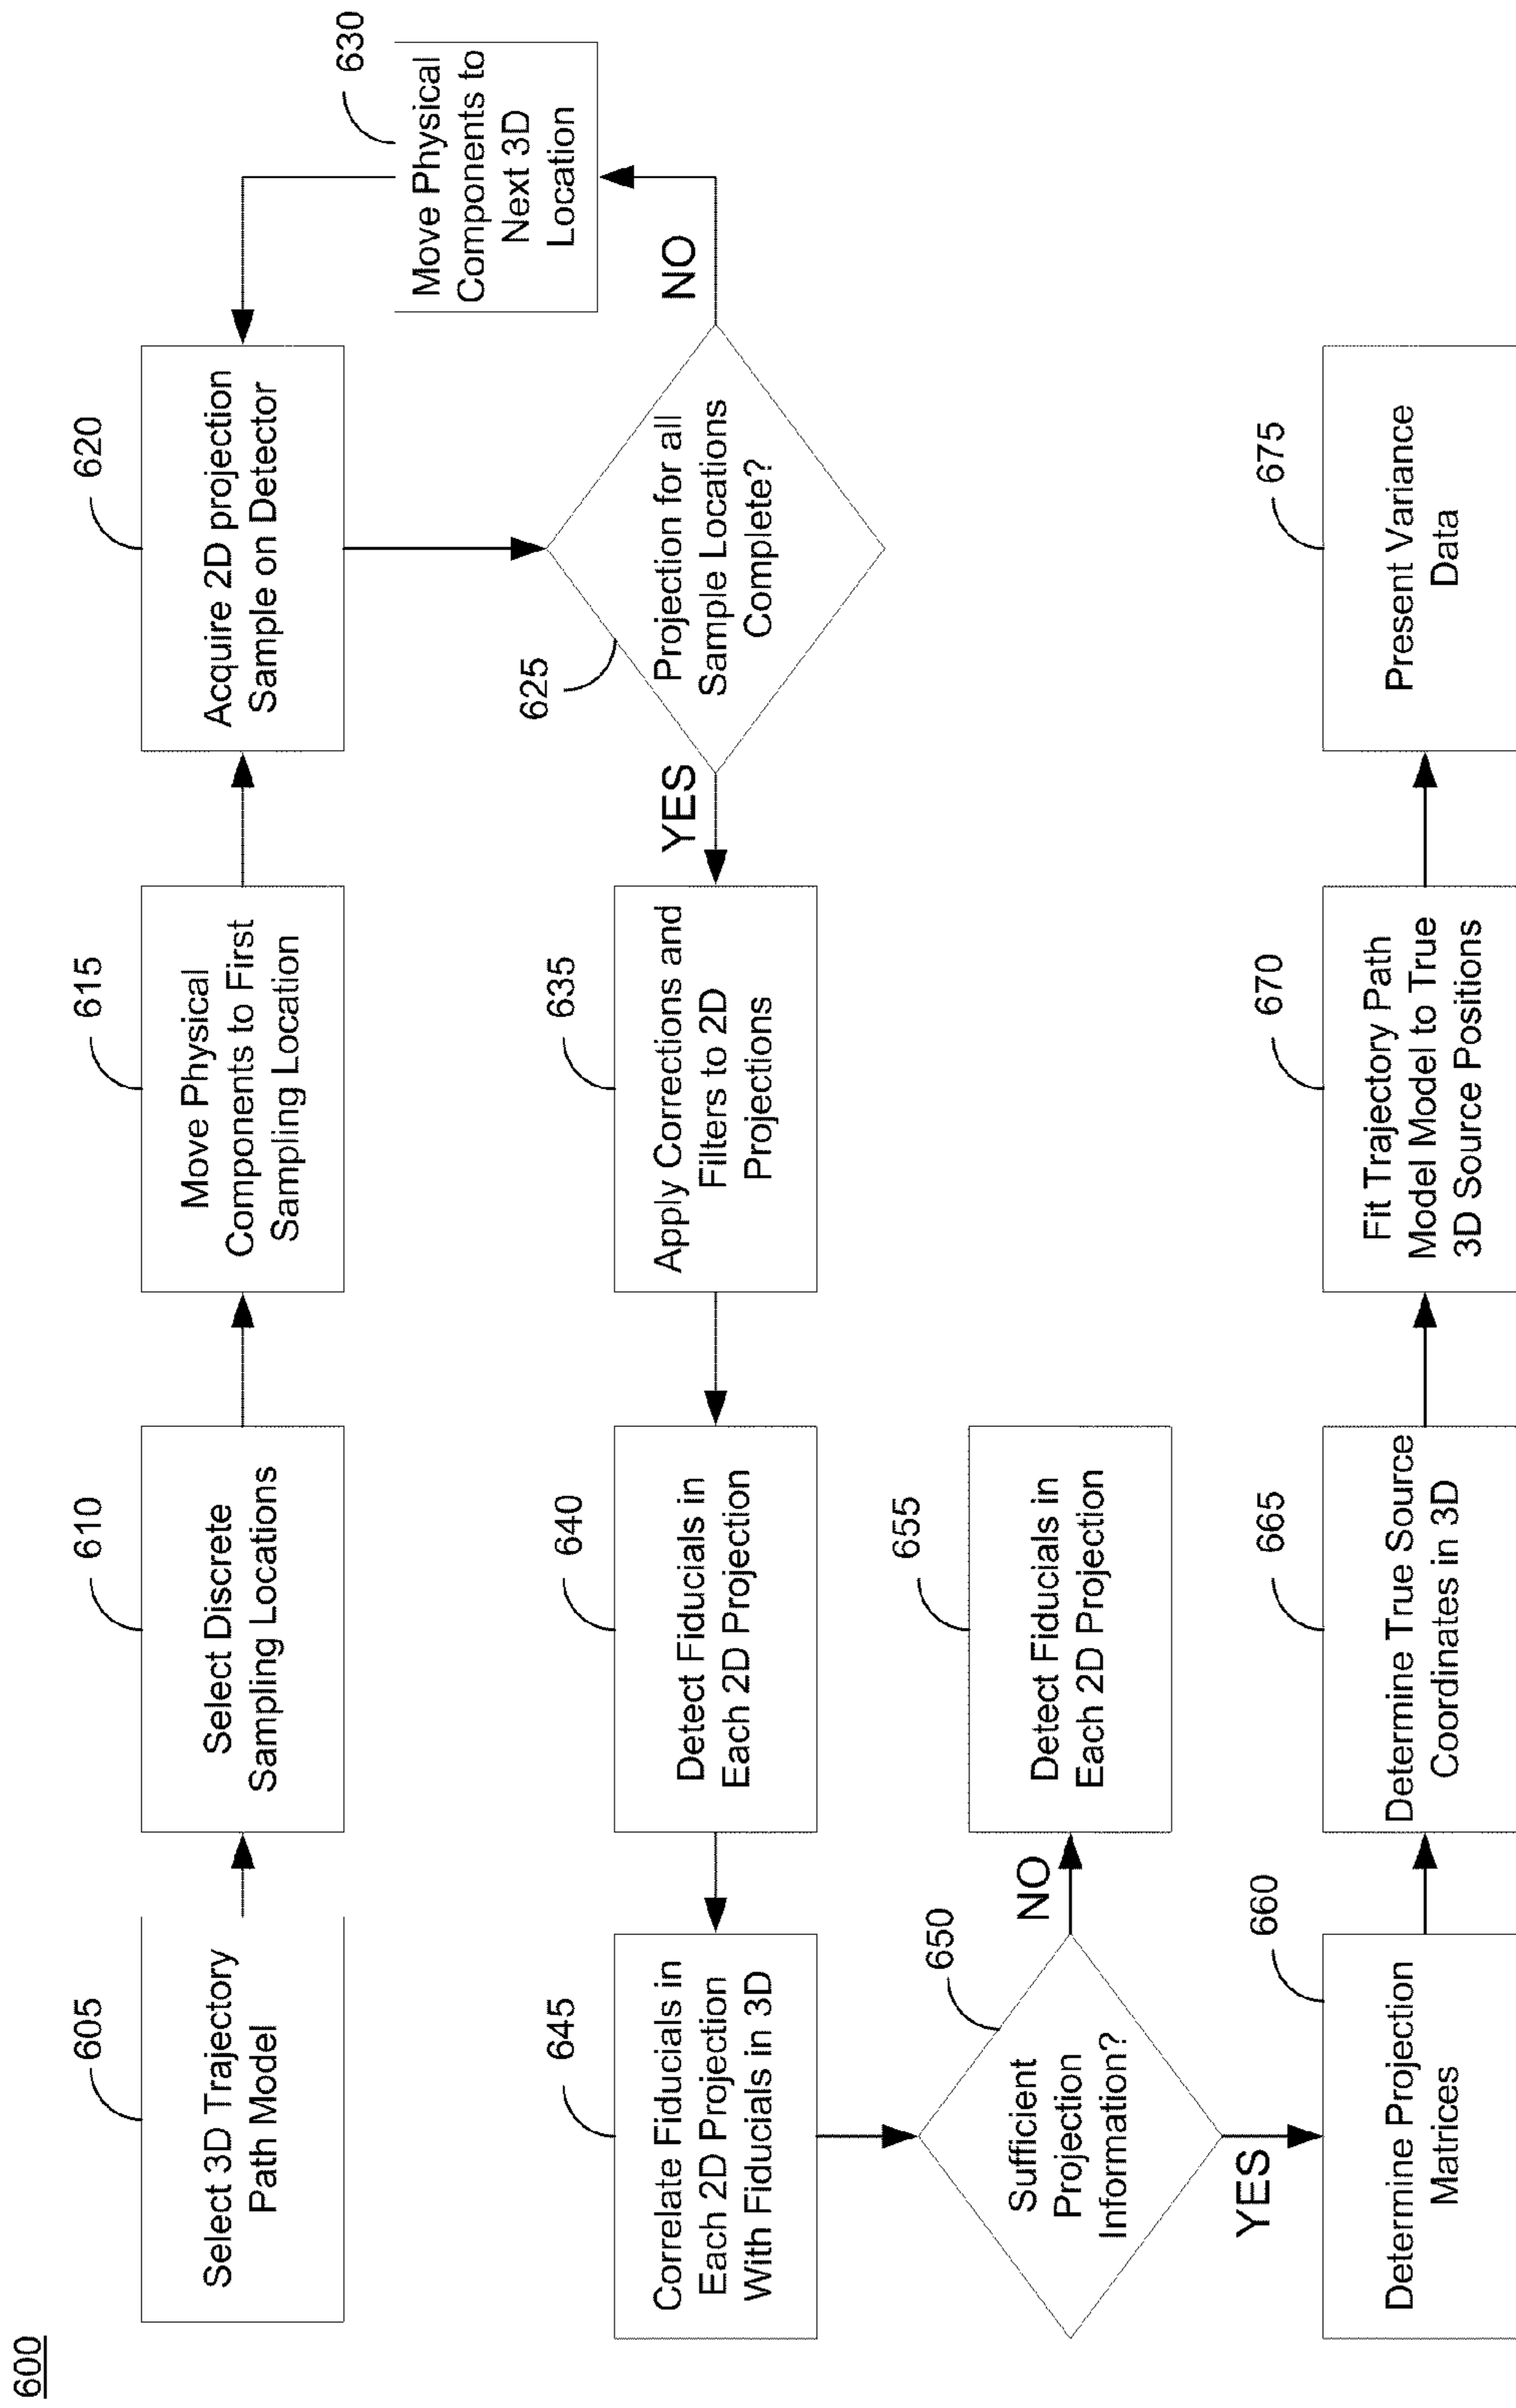 600
605
Select 3D Trajectory
Path Model
610
Select Discrete
Sampling Locations
615
Move Physical
Components to First
Sampling Location
620
Acquire 2D projection
Sample on Detector
625
Projection for all
Sample Locations
Complete?
NO
630
Move Physical
Components to
Next 3D
Location
YES
635
Apply Corrections and
Filters to 2D
Projections
640
Detect Fiducials in
Each 2D Projection
645
Correlate Fiducials in
Each 2D Projection
With Fiducials in 3D
650
Sufficient
Projection
Information?
NO
655
Detect Fiducials in
Each 2D Projection
YES
660
Determine Projection
Matrices
665
Determine True Source
Coordinates in 3D
670
Fit Trajectory Path
Model Model to True
3D Source Positions
675
Present Variance
Data